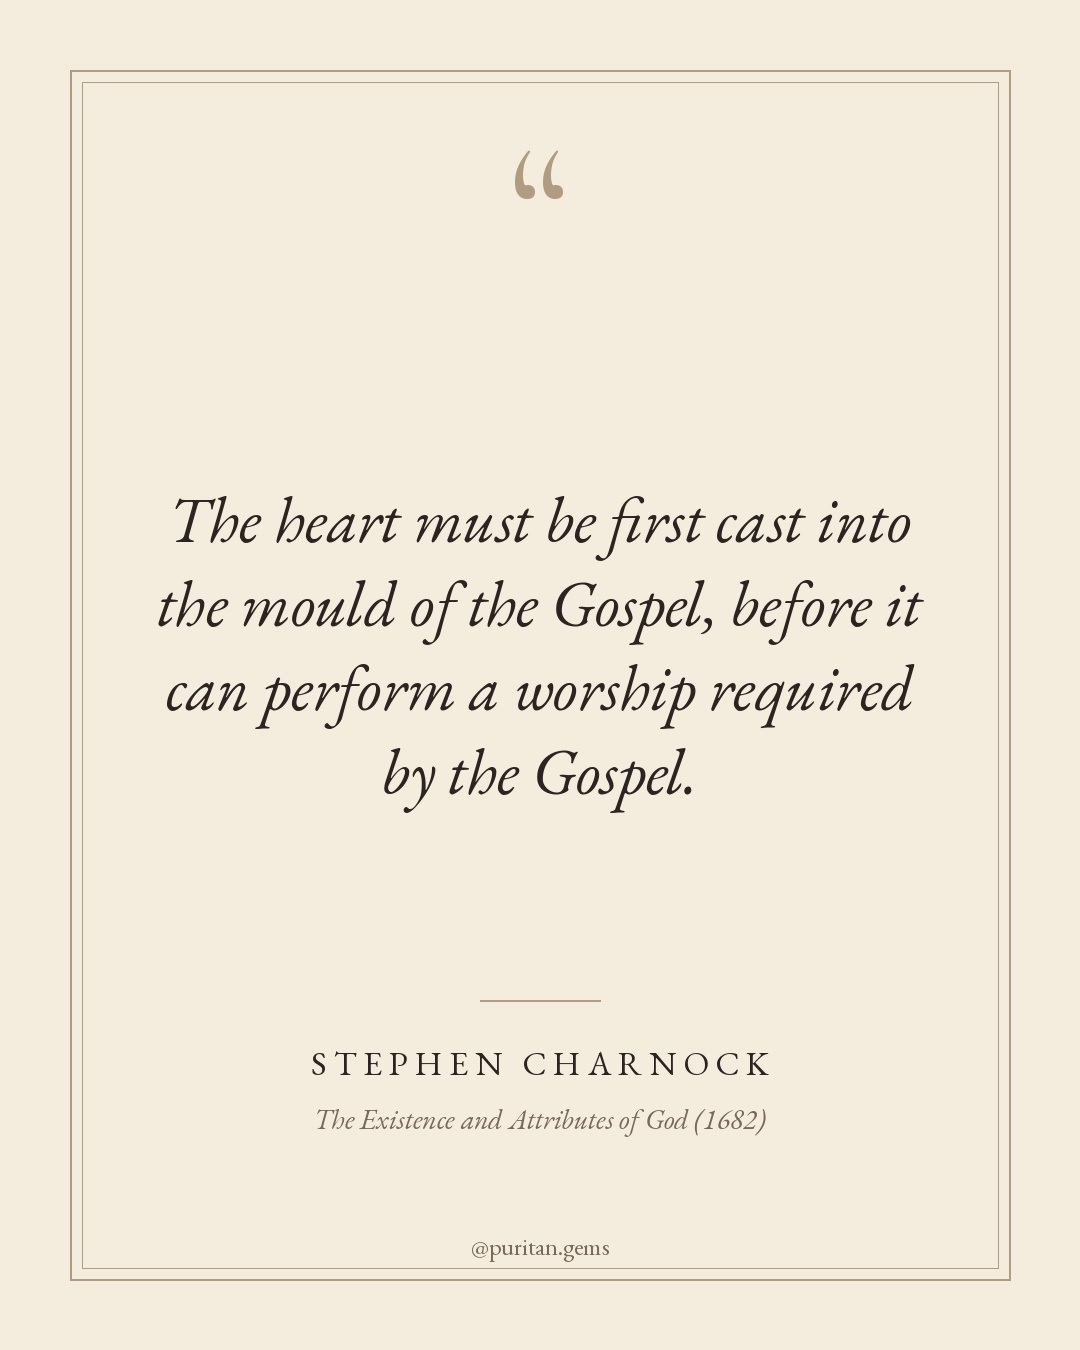 “
The heart must be first cast into
the mould of the Gospel, before it
can perform a worship required
by the Gospel.
STEPHEN CHARNOCK
The Existence and Attributes of God (1682)
@puritan.gems